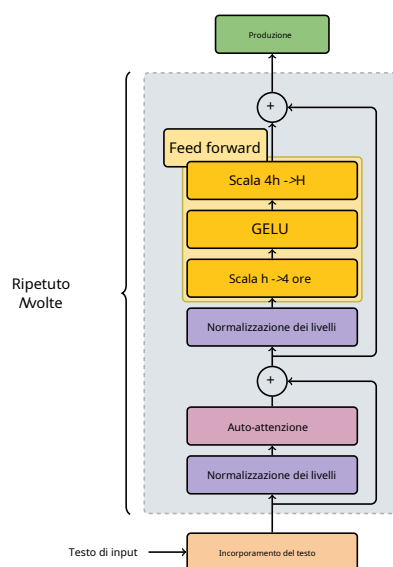 Produzione
+
Feed forward
Scala 4h ->H
GELU
Scala h ->4 ore
Ripetuto
N volte
Normalizzazione dei livelli
+
Auto-attenzione
Normalizzazione dei livelli
Testo di input
Incorporamento del testo